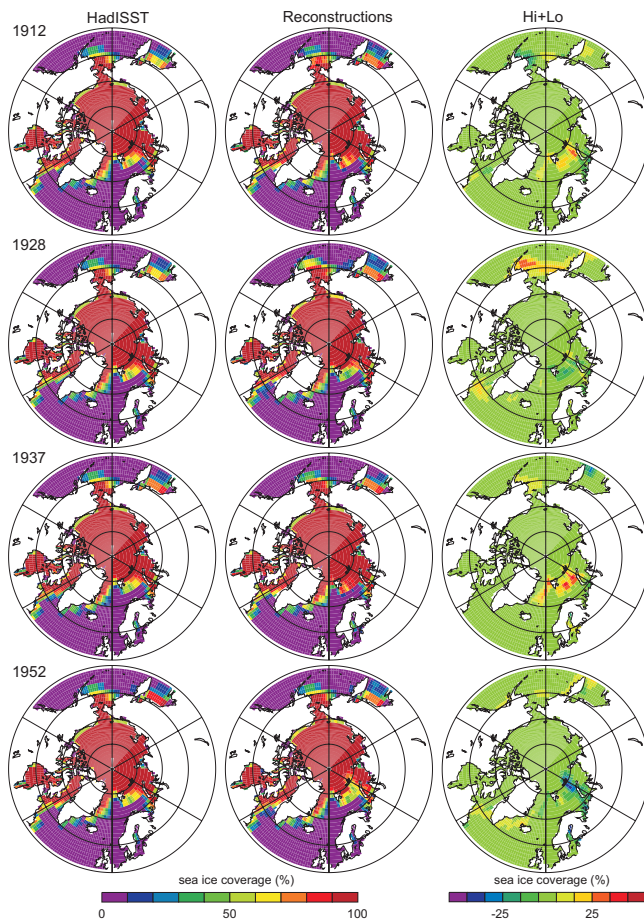 HadISST Reconstructions Hi+Lo
1912
1928
1937
1952
sea ice coverage (%) sea ice coverage (%)
0 50 100 -25 25